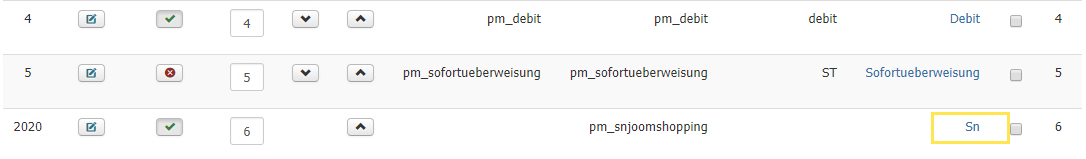 4 4 pm_debit pm_debit debit Debit 4
5 5 pm_sofortueberweisung pm_sofortueberweisung ST Sofortueberweisung 5
2020 6 pm_snjoomshopping Sn 6